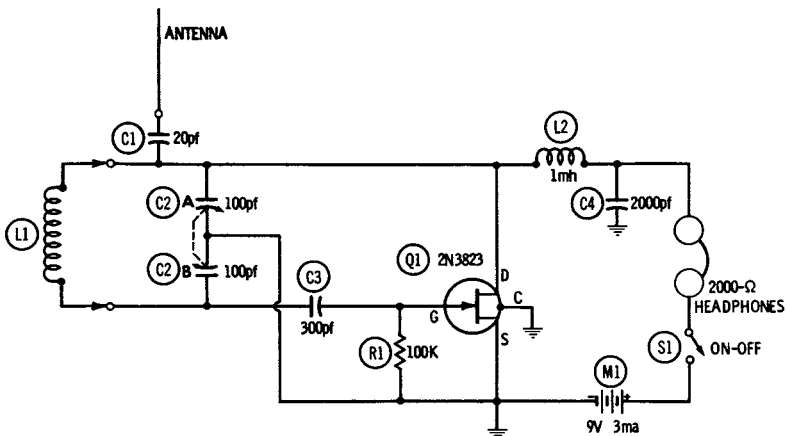 ANTENNA
C1 20pf
L2
1mh
C2 A 100pf
C4 2000pf
L1
C2 B 100pf
C3
300pf
Q1 2N3823
D
C
G
S
2000-Ω
HEADPHONES
R1 100K
S1 ON-OFF
M1
- +
9V 3ma